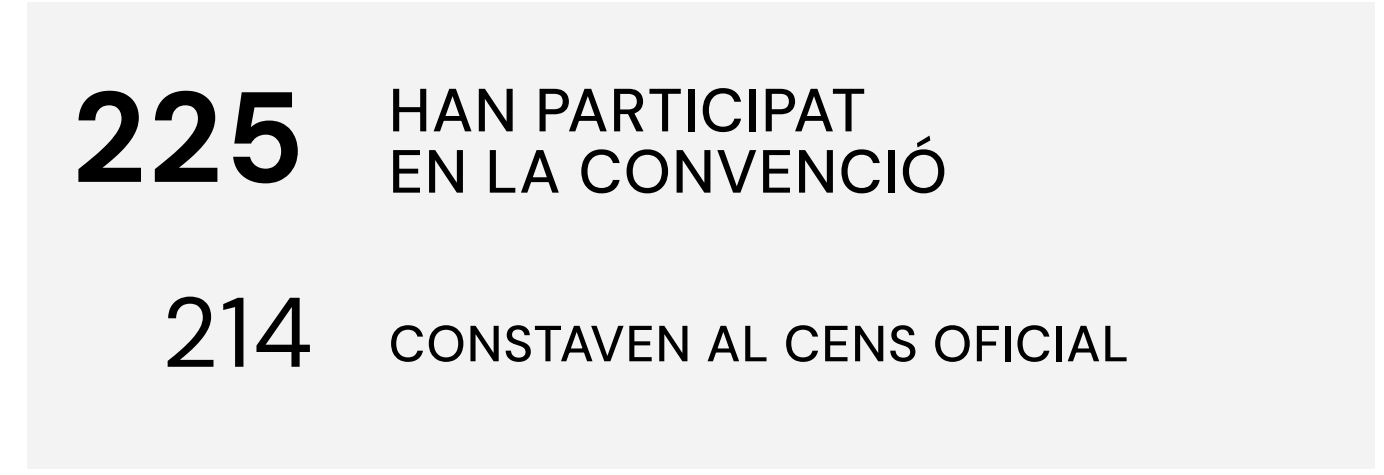 225
HAN PARTICIPAT
EN LA CONVENCIÓ
214
CONSTAVEN AL CENS OFICIAL